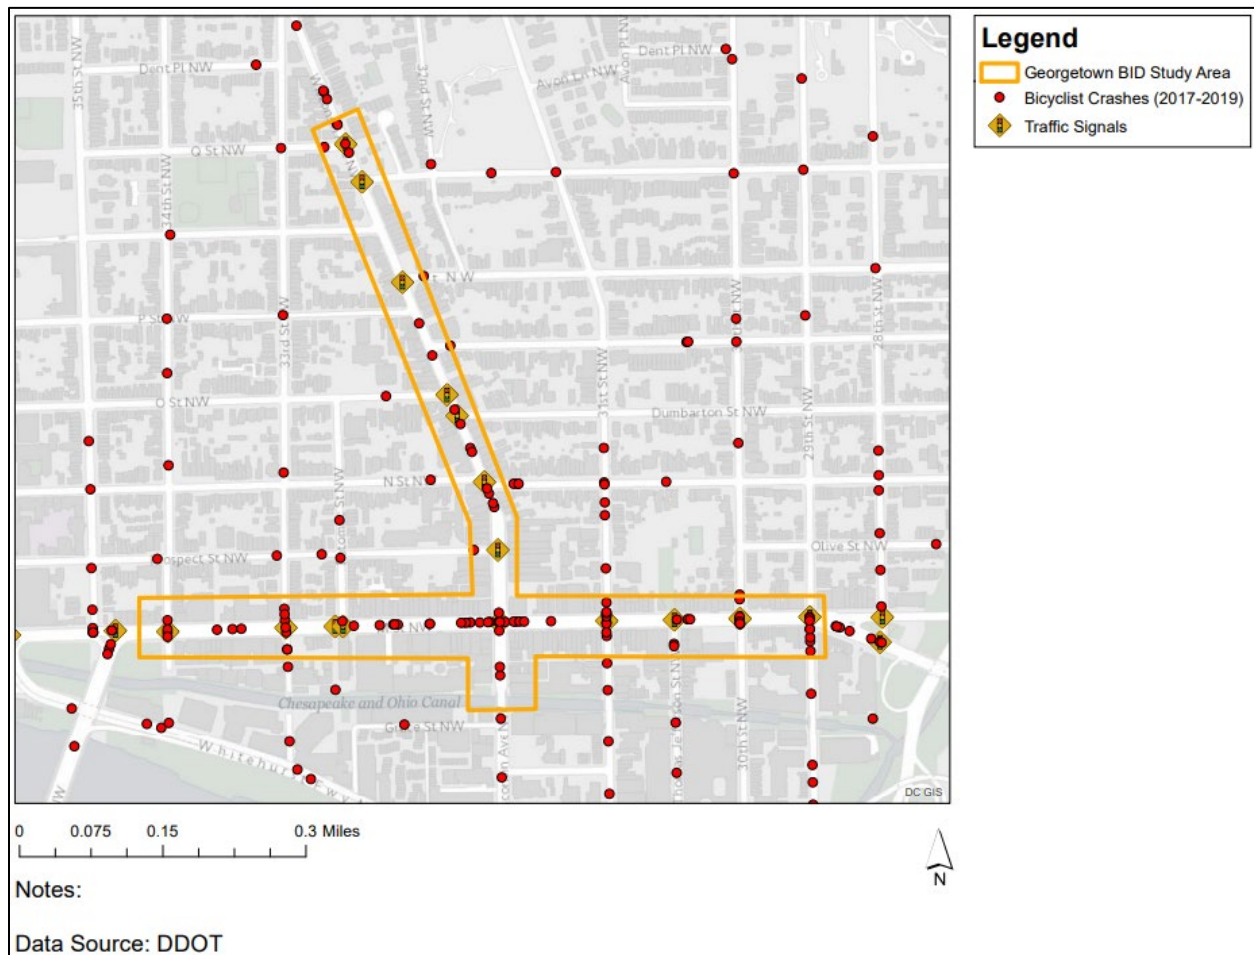 Legend
Georgetown BID Study Area
Bicyclist Crashes (2017-2019)
Traffic Signals
35th St NW
Dent Pl NW
32nd St NW
Avon Ln NW
Avon Pl NW
Dent Pl NW
Q St NW
34th St NW
28th St NW
P St NW
33rd St NW
31st St NW
O St NW
Dumbarton St NW
29th St NW
N St N
Olive St NW
Chesapeake and Ohio Canal
St NW
Whitehurst Fwy
30th St NW
DC GIS
0 0.075 0.15 0.3 Miles
N
Notes:
Data Source: DDOT